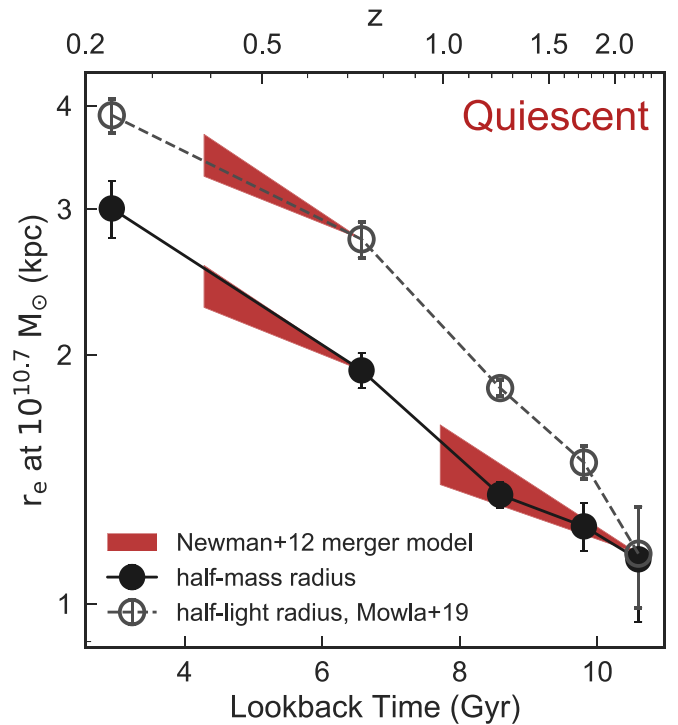 z
0.2 0.5 1.0 1.5 2.0
Quiescent
4
3
2
1
r_e at 10^{10.7} M_⊙ (kpc)
Newman+12 merger model
half-mass radius
half-light radius, Mowla+19
4 6 8 10
Lookback Time (Gyr)